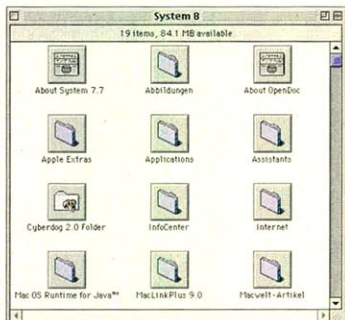 System 8
19 items, 84.1 MB available
About System 7.7
Abbildungen
About OpenDoc
Apple Extras
Applications
Assistants
Cyberdog 2.0 Folder
InfoCenter
Internet
Mac OS Runtime for Java™
MacLinkPlus 9.0
Macwelt-Artikel